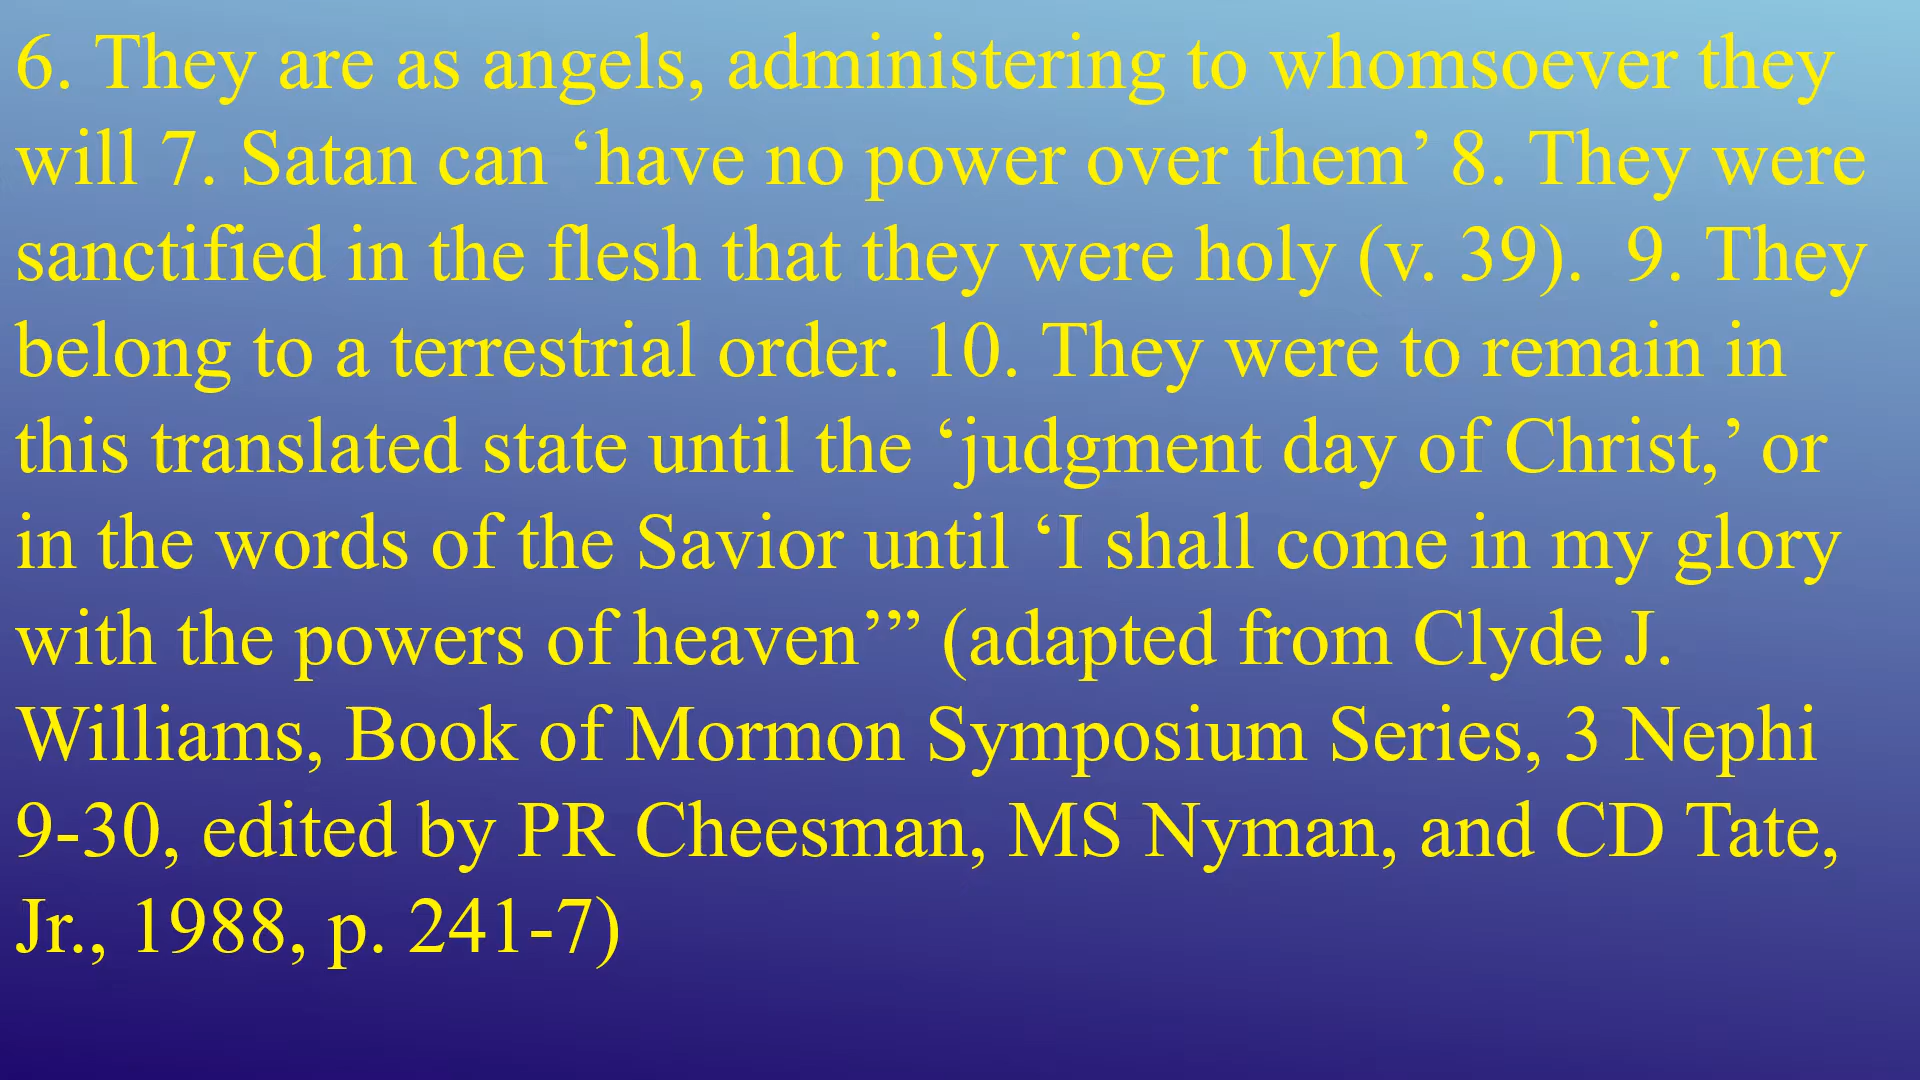 6. They are as angels, administering to whomsoever they
will 7. Satan can ‘have no power over them’ 8. They were
sanctified in the flesh that they were holy (v. 39).  9. They
belong to a terrestrial order. 10. They were to remain in
this translated state until the ‘judgment day of Christ,’ or
in the words of the Savior until ‘I shall come in my glory
with the powers of heaven’” (adapted from Clyde J.
Williams, Book of Mormon Symposium Series, 3 Nephi
9-30, edited by PR Cheesman, MS Nyman, and CD Tate,
Jr., 1988, p. 241-7)